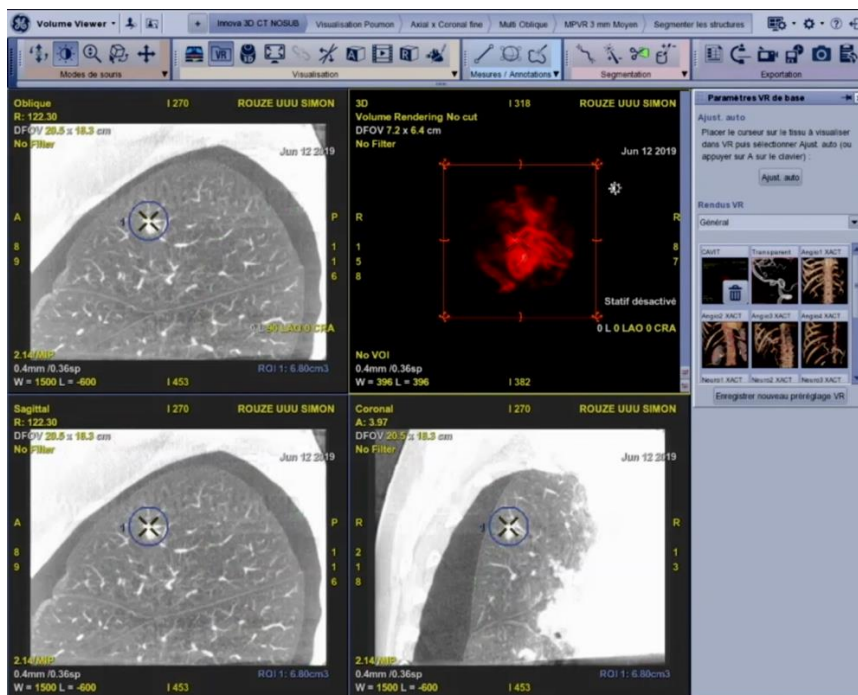 Volume Viewer
+
Innova 3D CT NOSUB
Visualisation Poumon
Axial x Coronal fine
Multi Oblique
MPVR 3 mm Moyen
Segmenter les structures
VR
Modes de souris
Visualisation
Mesures / Annotations
Segmentation
Exportation
Oblique
I 270
ROUZE UUU SIMON
R: 122.30
DFOV 20.5 x 18.3 cm
No Filter
Jun 12 2019
A
P
8
9
1
1
6
1
0 L 90 LAO 0 CRA
2.14/MIP
0.4mm /0.36sp
ROI 1: 6.80cm3
W = 1500 L = -600
I 453
3D
I 318
ROUZE UUU SIMON
Volume Rendering No cut
DFOV 7.2 x 6.4 cm
No Filter
Jun 12 2019
R
R
1
5
8
8
7
Statif désactivé
0 L 0 LAO 0 CRA
No VOI
0.4mm /0.36sp
W = 396 L = 396
I 382
Paramètres VR de base
Ajust. auto
Placer le curseur sur le tissu à visualiser
dans VR puis sélectionner Ajust. auto (ou
appuyer sur A sur le clavier) :
Ajust. auto
Rendus VR
Général
CAVIT
Transparent
Angio1 XACT
Angio2 XACT
Angio3 XACT
Angio4 XACT
Neuro1 XACT
Neuro2 XACT
Neuro3 XACT
Enregistrer nouveau préréglage VR
Sagittal
I 270
ROUZE UUU SIMON
R: 122.30
DFOV 20.5 x 18.3 cm
No Filter
Jun 12 2019
A
P
8
9
1
1
6
1
2.14/MIP
0.4mm /0.36sp
ROI 1: 6.80cm3
W = 1500 L = -600
I 453
Coronal
I 270
ROUZE UUU SIMON
A: 3.97
DFOV 20.5 x 18.3 cm
No Filter
Jun 12 2019
R
R
2
1
8
1
3
2.14/MIP
0.4mm /0.36sp
ROI 1: 6.80cm3
W = 1500 L = -600
I 453